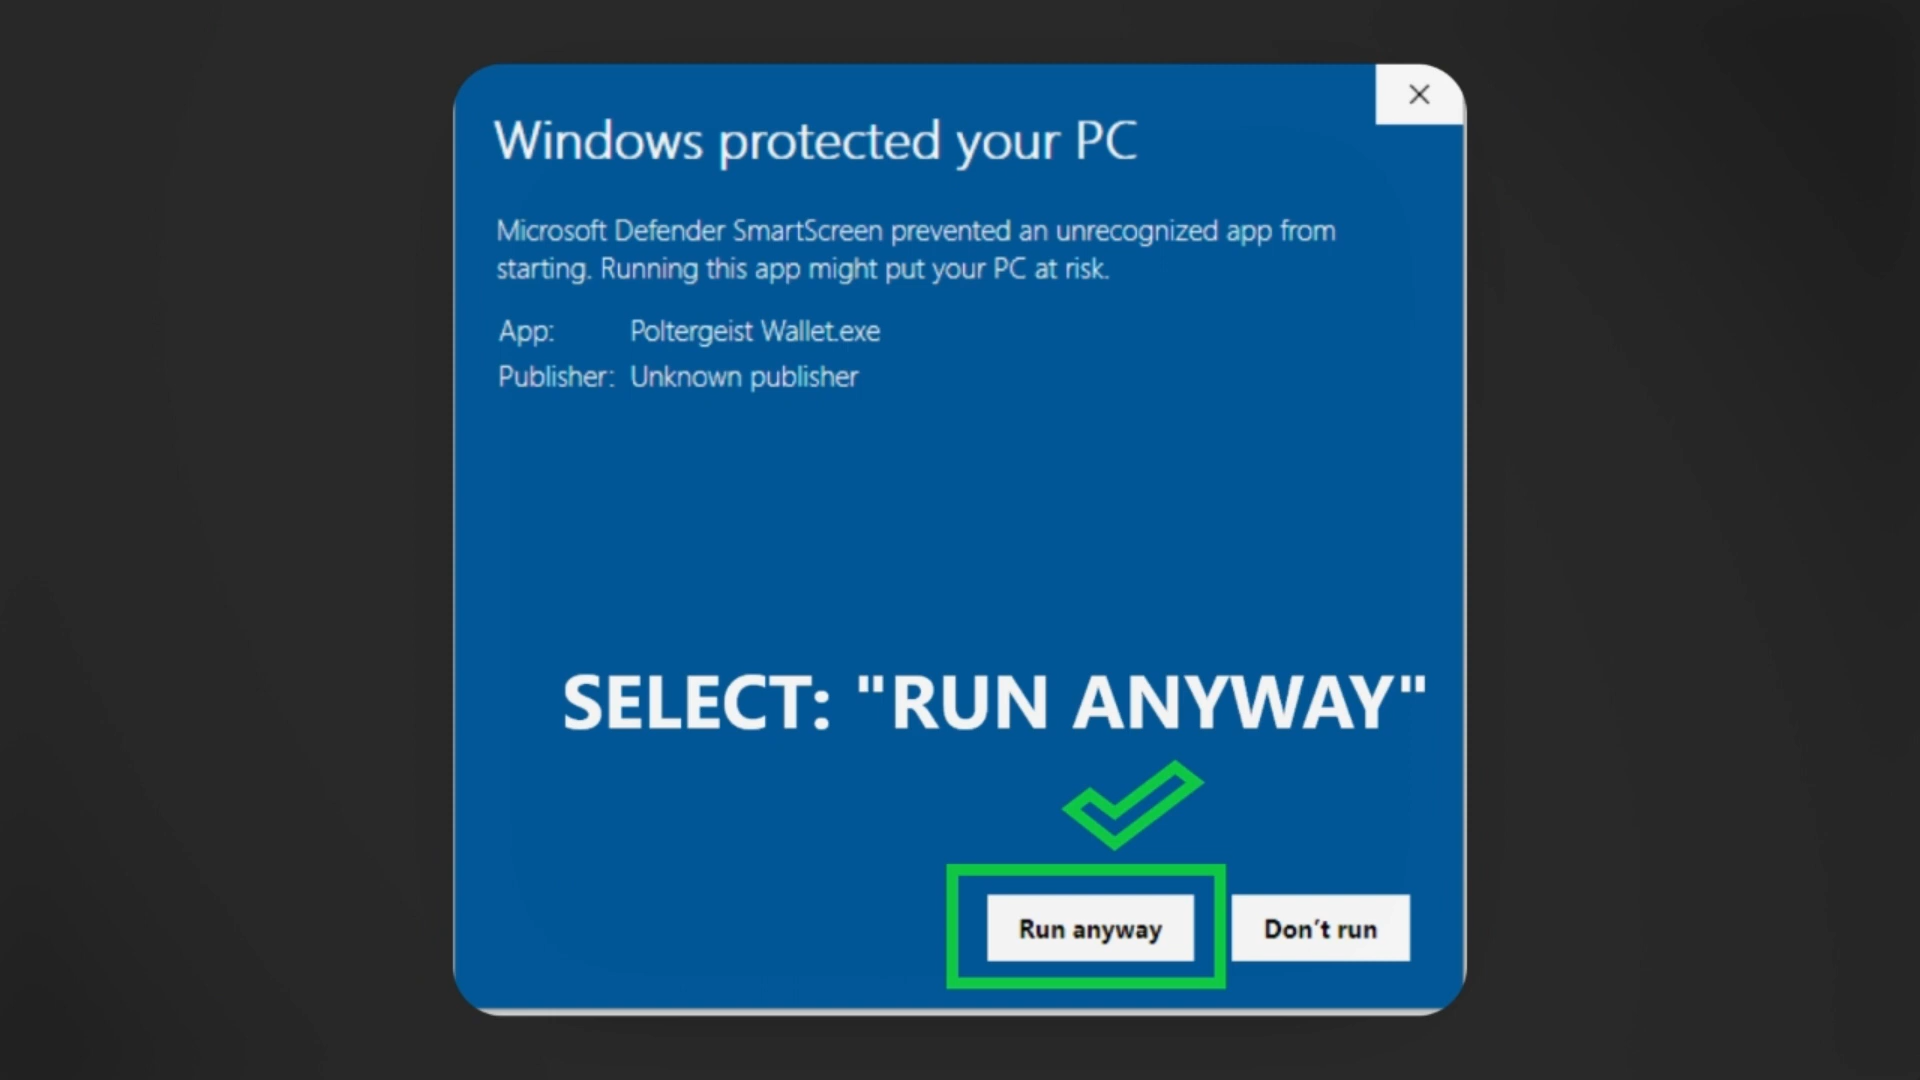 Windows protected your PC
Microsoft Defender SmartScreen prevented an unrecognized app from
starting. Running this app might put your PC at risk.
App: Poltergeist Wallet.exe
Publisher: Unknown publisher
SELECT: "RUN ANYWAY"
Run anyway Don't run